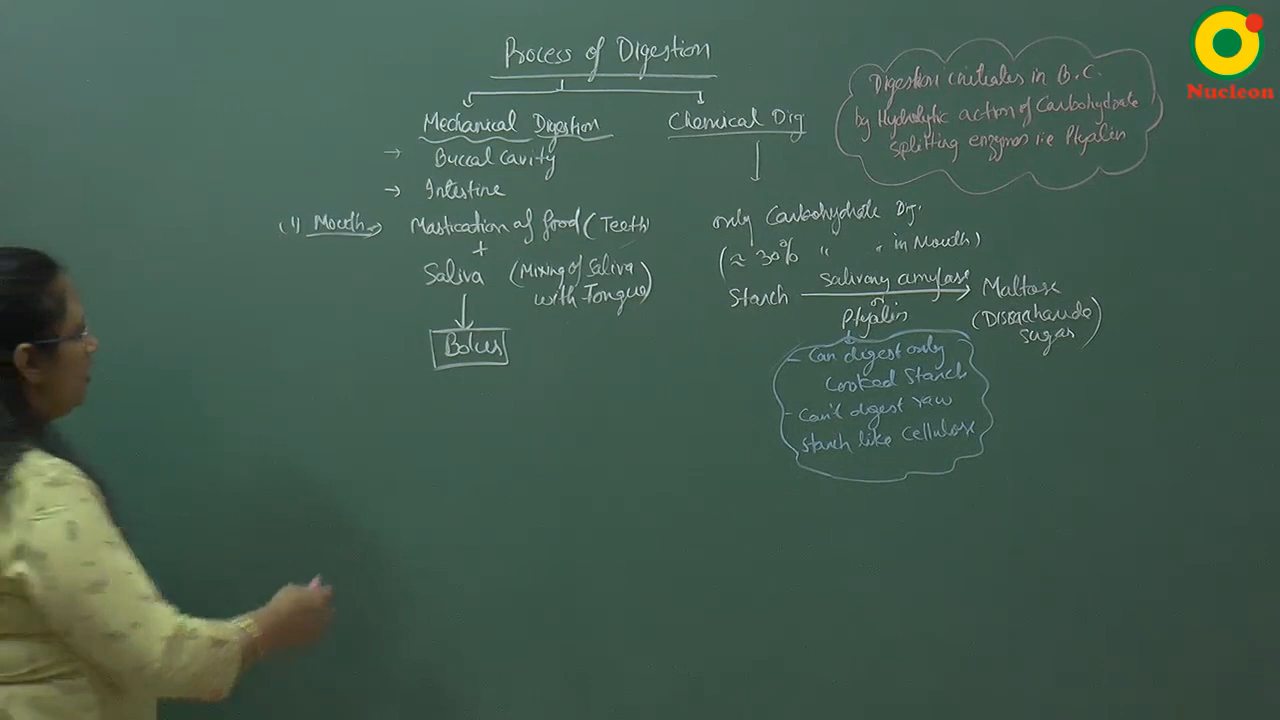 Process of Digestion
Mechanical Digestion
→ Buccal Cavity
→ Intestine
(1) Mouth → Mastication of food (Teeth)
+
Saliva (Mixing of Saliva
with Tongue)
Bolus
Chemical Dig
only Carbohydrate Dig.
(≈ 30% " " in Mouth)
Starch salivary amylase Maltose
or
Ptyalin (Disaccharide
sugar)
- Can digest only
Cooked Starch
- Can't digest raw
starch like Cellulose
Digestion initiates in B.C.
by Hydrolytic action of Carbohydrate
splitting enzymes i.e Ptyalin
Nucleon